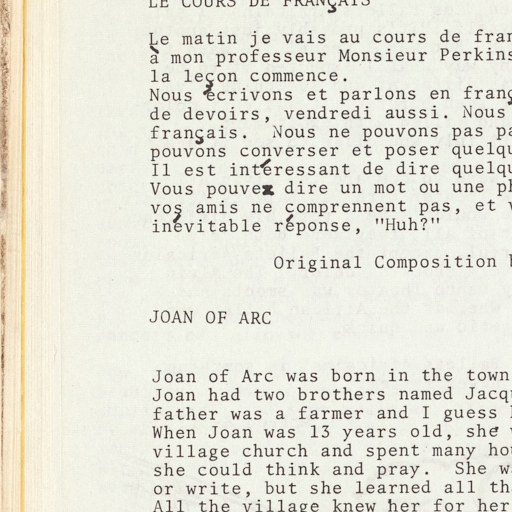 LE COURS DE FRANÇAIS
Le matin je vais au cours de fran
à mon professeur Monsieur Perkins
la leçon commence.
Nous écrivons et parlons en franç
de devoirs, vendredi aussi. Nous
français. Nous ne pouvons pas pa
pouvons converser et poser quelqu
Il est intéressant de dire quelqu
Vous pouvez dire un mot ou une ph
vos amis ne comprennent pas, et v
inévitable réponse, "Huh?"
Original Composition b
JOAN OF ARC
Joan of Arc was born in the town
Joan had two brothers named Jacqu
father was a farmer and I guess
When Joan was 13 years old, she
village church and spent many hou
she could think and pray. She wa
or write, but she learned all tha
All the village knew her for her